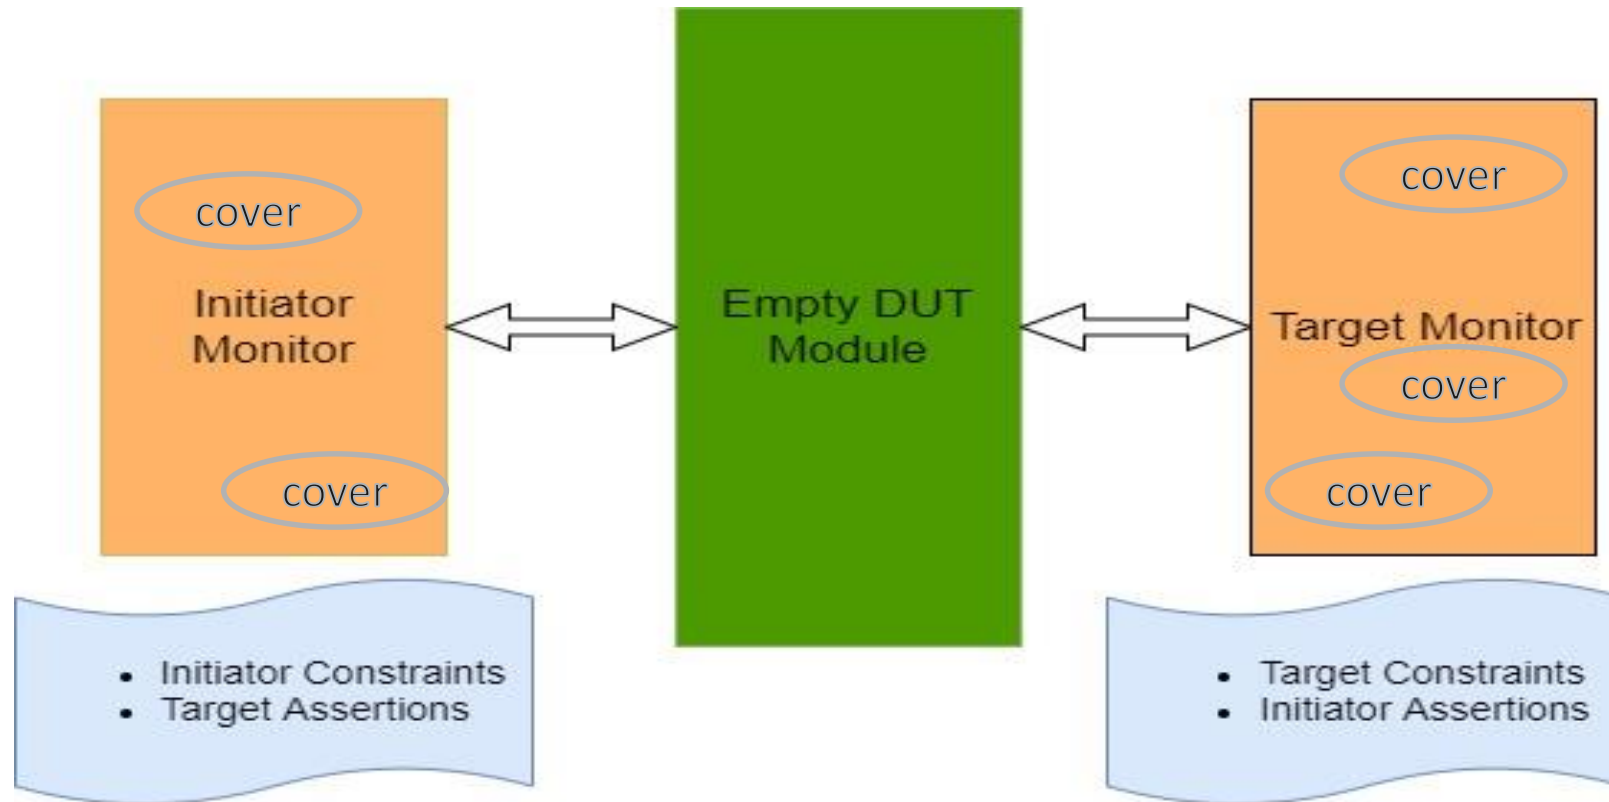 cover
Initiator
Monitor
cover
• Initiator Constraints
• Target Assertions
Empty DUT
Module
cover
Target Monitor
cover
cover
• Target Constraints
• Initiator Assertions